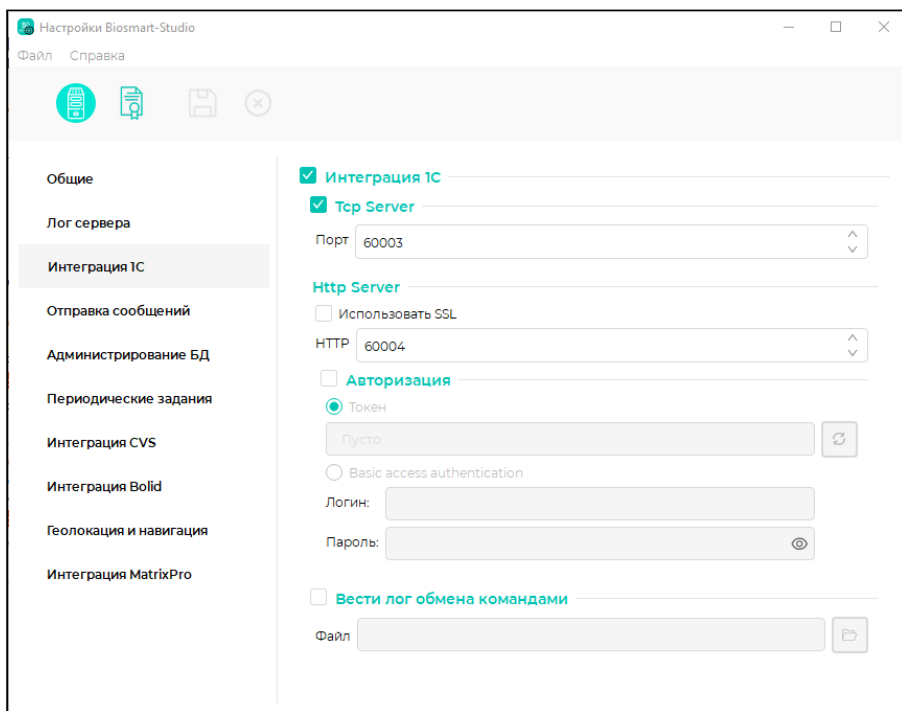 Настройки Biosmart-Studio
Файл Справка
Общие
Лог сервера
Интеграция 1С
Отправка сообщений
Администрирование БД
Периодические задания
Интеграция CVS
Интеграция Bolid
Геолокация и навигация
Интеграция MatrixPro
Интеграция 1С
Tcp Server
Порт 60003
Http Server
Использовать SSL
HTTP 60004
Авторизация
Токен
Пусто
Basic access authentication
Логин:
Пароль:
Вести лог обмена командами
Файл